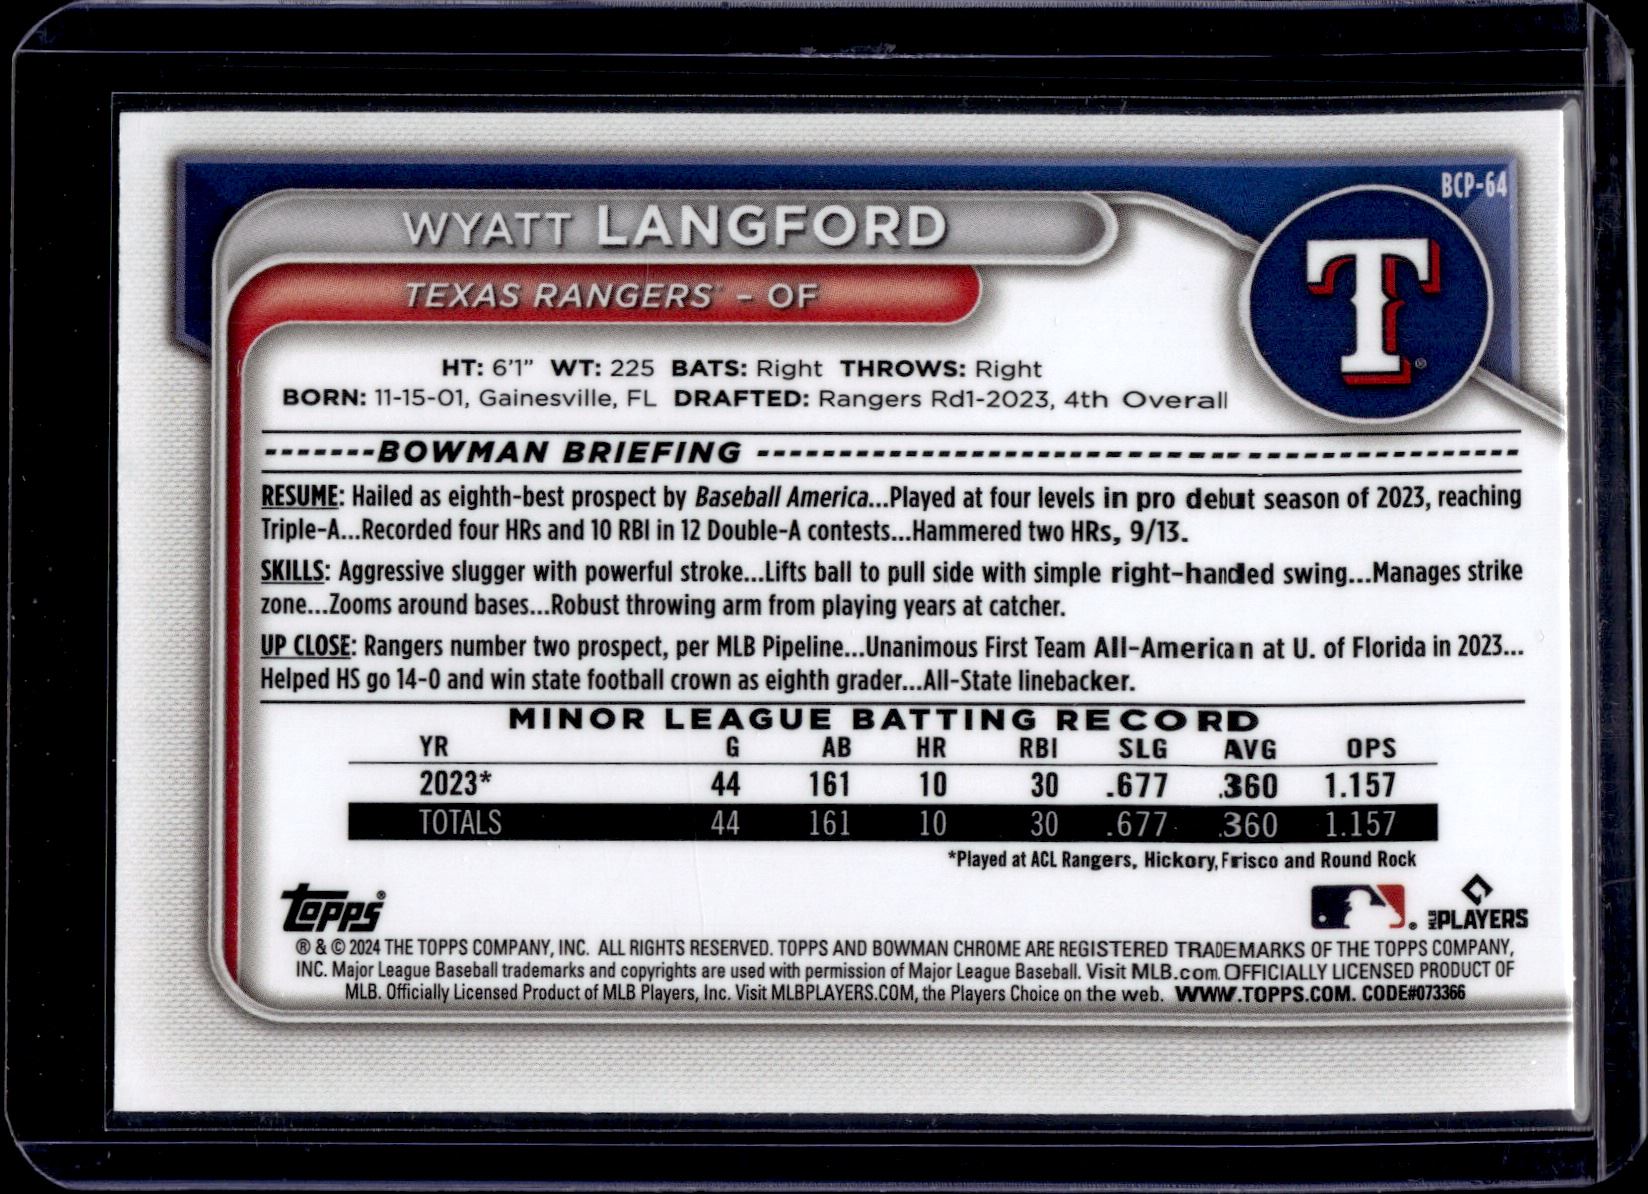 BCP-64
WYATT LANGFORD
TEXAS RANGERS - OF
T®
HT: 6'1" WT: 225 BATS: Right THROWS: Right
BORN: 11-15-01, Gainesville, FL DRAFTED: Rangers Rd1-2023, 4th Overall
BOWMAN BRIEFING
RESUME: Hailed as eighth-best prospect by Baseball America...Played at four levels in pro debut season of 2023, reaching
Triple-A...Recorded four HRs and 10 RBI in 12 Double-A contests...Hammered two HRs, 9/13.
SKILLS: Aggressive slugger with powerful stroke...Lifts ball to pull side with simple right-handed swing...Manages strike
zone...Zooms around bases...Robust throwing arm from playing years at catcher.
UP CLOSE: Rangers number two prospect, per MLB Pipeline...Unanimous First Team All-American at U. of Florida in 2023...
Helped HS go 14-0 and win state football crown as eighth grader...All-State linebacker.
MINOR LEAGUE BATTING RECORD
YR G AB HR RBI SLG AVG OPS
2023* 44 161 10 30 .677 .360 1.157
TOTALS 44 161 10 30 .677 .360 1.157
*Played at ACL Rangers, Hickory, Frisco and Round Rock
topps®
MLB PLAYERS
® & © 2024 THE TOPPS COMPANY, INC. ALL RIGHTS RESERVED. TOPPS AND BOWMAN CHROME ARE REGISTERED TRADEMARKS OF THE TOPPS COMPANY,
INC. Major League Baseball trademarks and copyrights are used with permission of Major League Baseball. Visit MLB.com. OFFICIALLY LICENSED PRODUCT OF
MLB. Officially Licensed Product of MLB Players, Inc. Visit MLBPLAYERS.COM, the Players Choice on the web. WWW.TOPPS.COM. CODE#073366